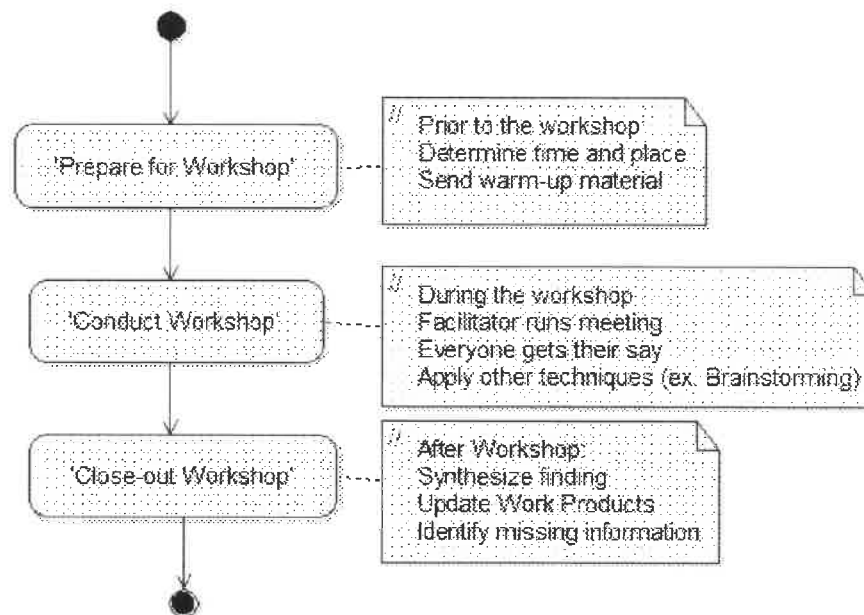 'Prepare for Workshop'
// Prior to the workshop
Determine time and place
Send warm-up material
'Conduct Workshop'
// During the workshop
Facilitator runs meeting
Everyone gets their say
Apply other techniques (ex. Brainstorming)
'Close-out Workshop'
// After Workshop:
Synthesize finding
Update Work Products
Identify missing information